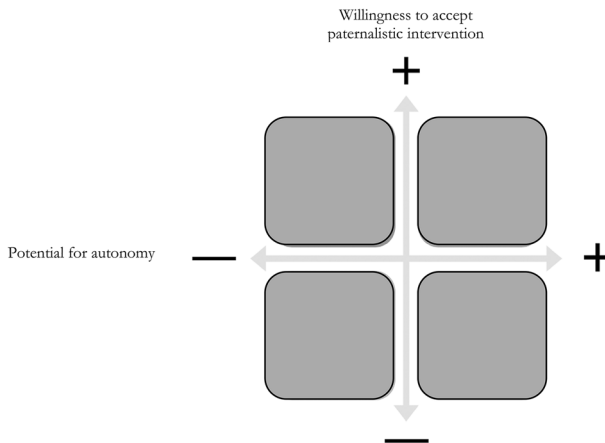 Willingness to accept
paternalistic intervention
+
Potential for autonomy
—
+
—